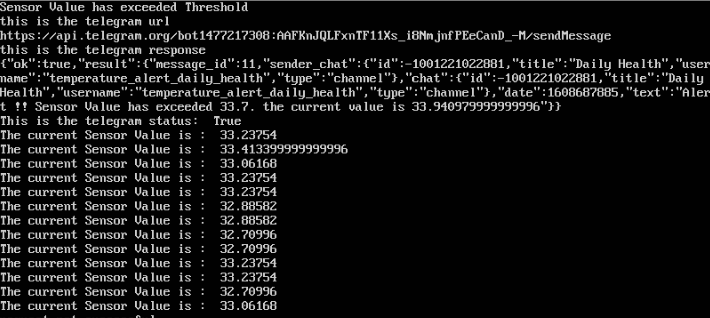 Sensor Value has exceeded Threshold
this is the telegram url
https://api.telegram.org/bot1477217308:AAFKnJQLFxnTF11Xs_i8NmjnfPEeCanD_-M/sendMessage
this is the telegram response
{"ok":true,"result":{"message_id":11,"sender_chat":{"id":-1001221022881,"title":"Daily Health","user
name":"temperature_alert_daily_health","type":"channel"},"chat":{"id":-1001221022881,"title":"Daily
Health","username":"temperature_alert_daily_health","type":"channel"},"date":1608687885,"text":"Aler
t !! Sensor Value has exceeded 33.7. the current value is 33.940979999999996"}}
This is the telegram status:  True
The current Sensor Value is :  33.23754
The current Sensor Value is :  33.413399999999996
The current Sensor Value is :  33.06168
The current Sensor Value is :  33.23754
The current Sensor Value is :  33.23754
The current Sensor Value is :  32.88582
The current Sensor Value is :  32.88582
The current Sensor Value is :  32.70996
The current Sensor Value is :  32.70996
The current Sensor Value is :  33.23754
The current Sensor Value is :  33.23754
The current Sensor Value is :  32.70996
The current Sensor Value is :  33.06168